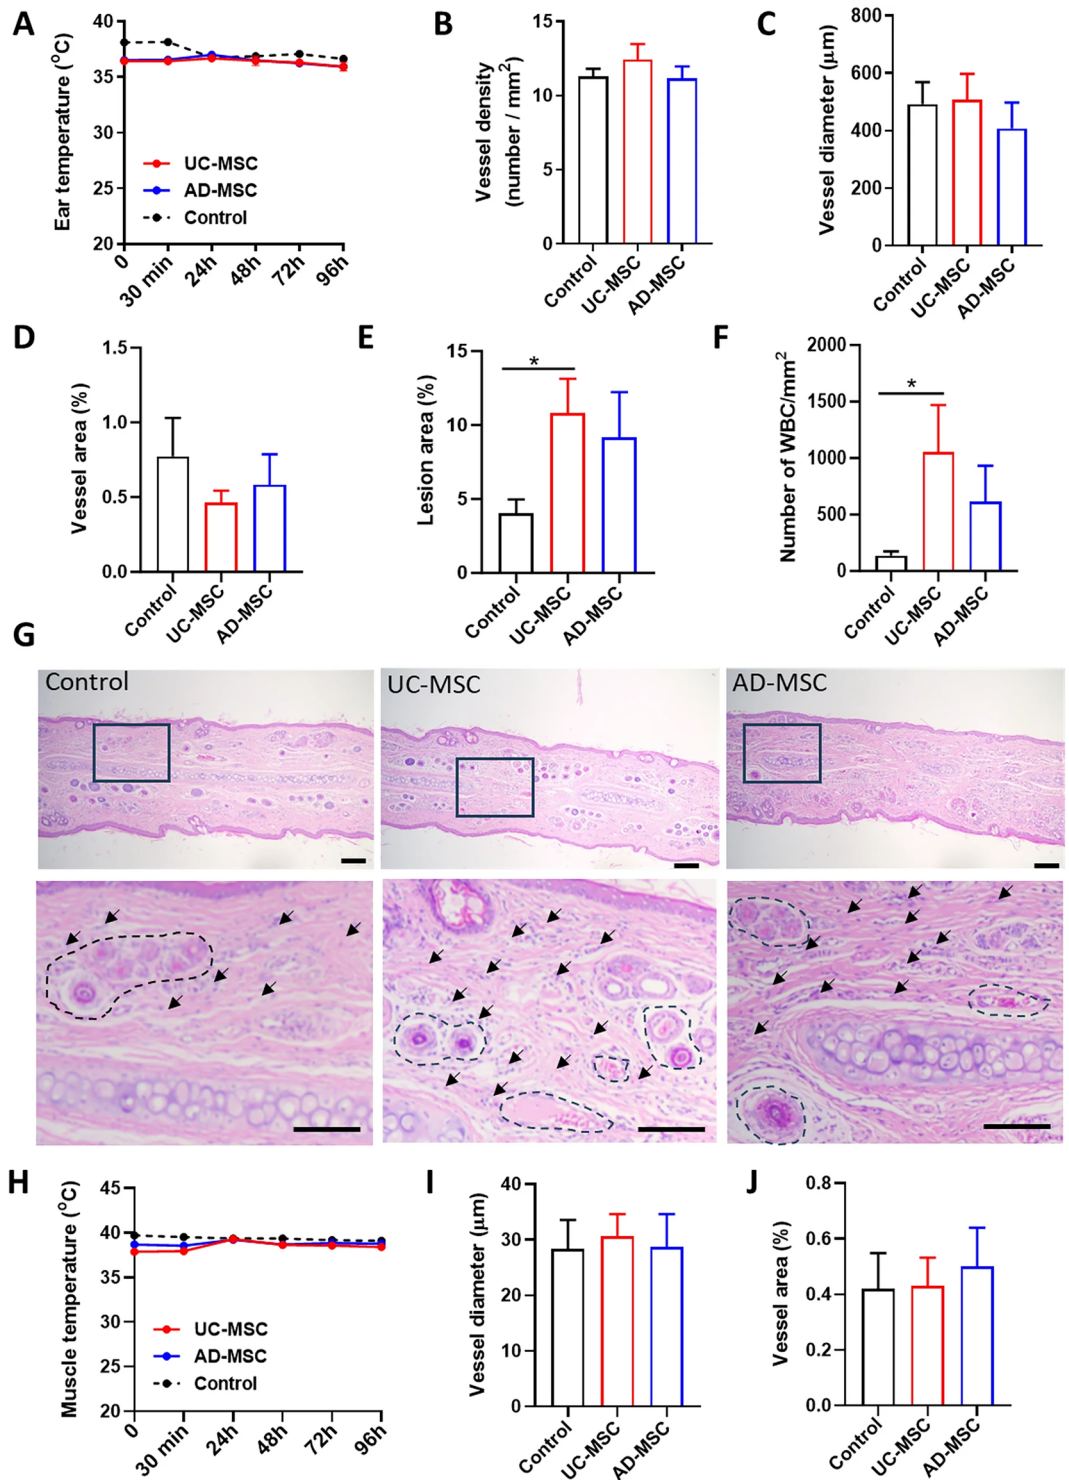 A
Ear temperature (°C)
40
35
30
25
20
UC-MSC
AD-MSC
Control
0
30 min
24h
48h
72h
96h
B
Vessel density
(number / mm²)
15
10
5
0
Control
UC-MSC
AD-MSC
C
Vessel diameter (μm)
800
600
400
200
0
Control
UC-MSC
AD-MSC
D
Vessel area (%)
1.5
1.0
0.5
0.0
Control
UC-MSC
AD-MSC
E
Lesion area (%)
15
10
5
0
*
Control
UC-MSC
AD-MSC
F
Number of WBC/mm²
2000
1500
1000
500
0
*
Control
UC-MSC
AD-MSC
G
Control
UC-MSC
AD-MSC
H
Muscle temperature (°C)
45
40
35
30
25
20
UC-MSC
AD-MSC
Control
0
30 min
24h
48h
72h
96h
I
Vessel diameter (μm)
40
30
20
10
0
Control
UC-MSC
AD-MSC
J
Vessel area (%)
0.8
0.6
0.4
0.2
0.0
Control
UC-MSC
AD-MSC